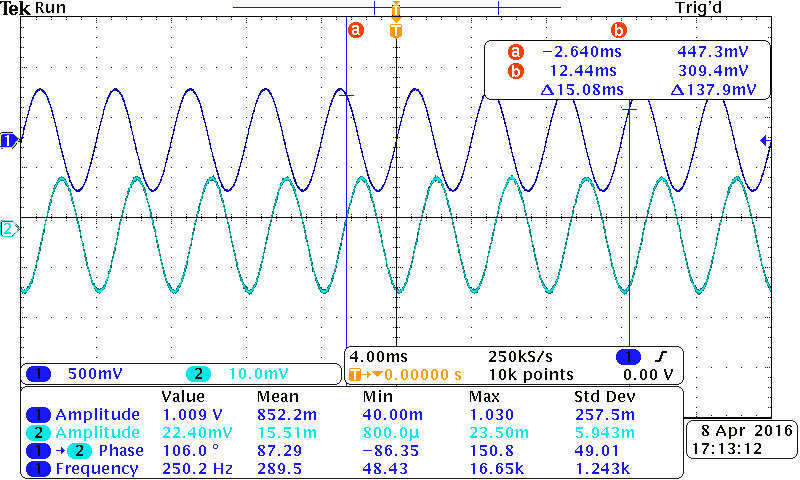 Tek Run Trig'd
T
a T b
a −2.640ms 447.3mV
b 12.44ms 309.4mV
Δ15.08ms Δ137.9mV
1
2
1 500mV 2 10.0mV
4.00ms 250kS/s 1
T→▼0.00000 s 10k points 0.00 V
Value Mean Min Max Std Dev
1 Amplitude 1.009 V 852.2m 40.00m 1.030 257.5m
2 Amplitude 22.40mV 15.51m 800.0µ 23.50m 5.943m
1 → 2 Phase 106.0 ° 87.29 −86.35 150.8 49.01
1 Frequency 250.2 Hz 289.5 48.43 16.65k 1.243k
8 Apr 2016
17:13:12